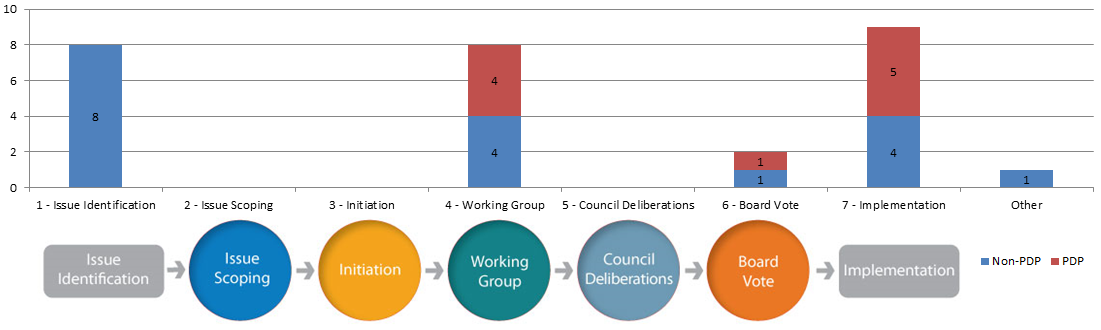 10
8
6
4
2
0
8
4
4
1
1
5
4
1
1 - Issue Identification
2 - Issue Scoping
3 - Initiation
4 - Working Group
5 - Council Deliberations
6 - Board Vote
7 - Implementation
Other
Issue
Identification
Issue
Scoping
Initiation
Working
Group
Council
Deliberations
Board
Vote
Implementation
Non-PDP
PDP